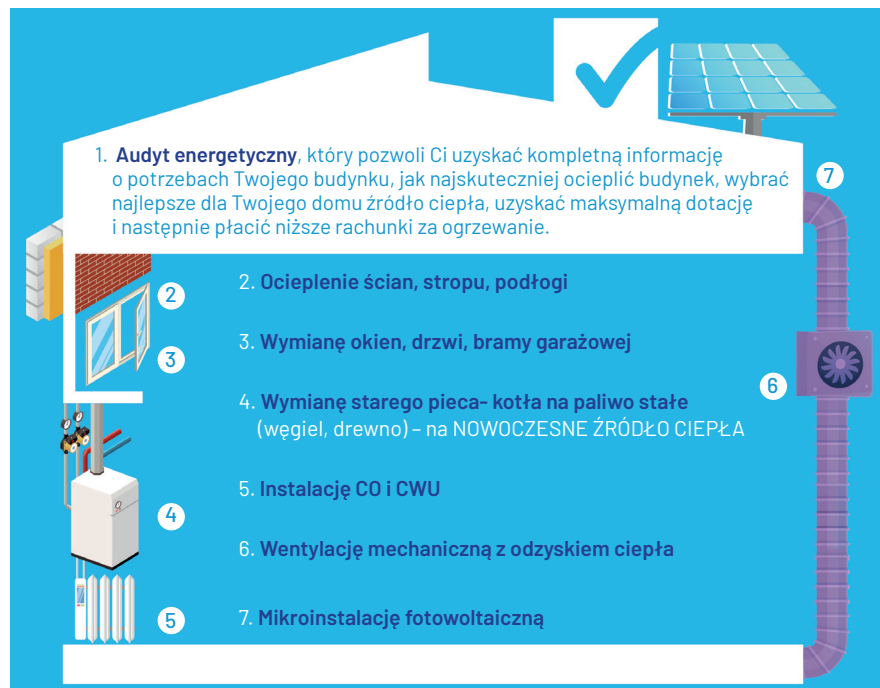 1. Audyt energetyczny, który pozwoli Ci uzyskać kompletną informację
o potrzebach Twojego budynku, jak najskuteczniej ocieplić budynek, wybrać
najlepsze dla Twojego domu źródło ciepła, uzyskać maksymalną dotację
i następnie płacić niższe rachunki za ogrzewanie.
7
2
2. Ocieplenie ścian, stropu, podłogi
3
3. Wymianę okien, drzwi, bramy garażowej
6
4. Wymianę starego pieca- kotła na paliwo stałe
(węgiel, drewno) – na NOWOCZESNE ŹRÓDŁO CIEPŁA
4
5. Instalację CO i CWU
6. Wentylację mechaniczną z odzyskiem ciepła
5
7. Mikroinstalację fotowoltaiczną